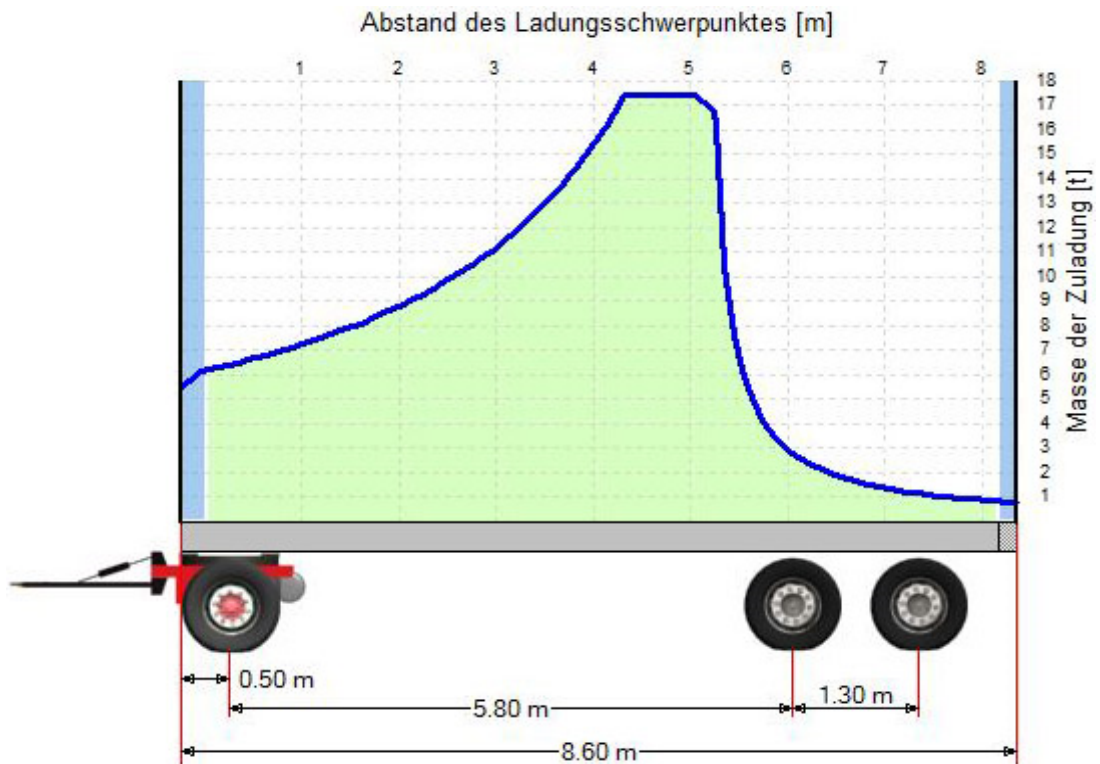 Abstand des Ladungsschwerpunktes [m]
1 2 3 4 5 6 7 8
18
17
16
15
14
13
12
11
10
9
8
7
6
5
4
3
2
1
Masse der Zuladung [t]
0.50 m
5.80 m
1.30 m
8.60 m